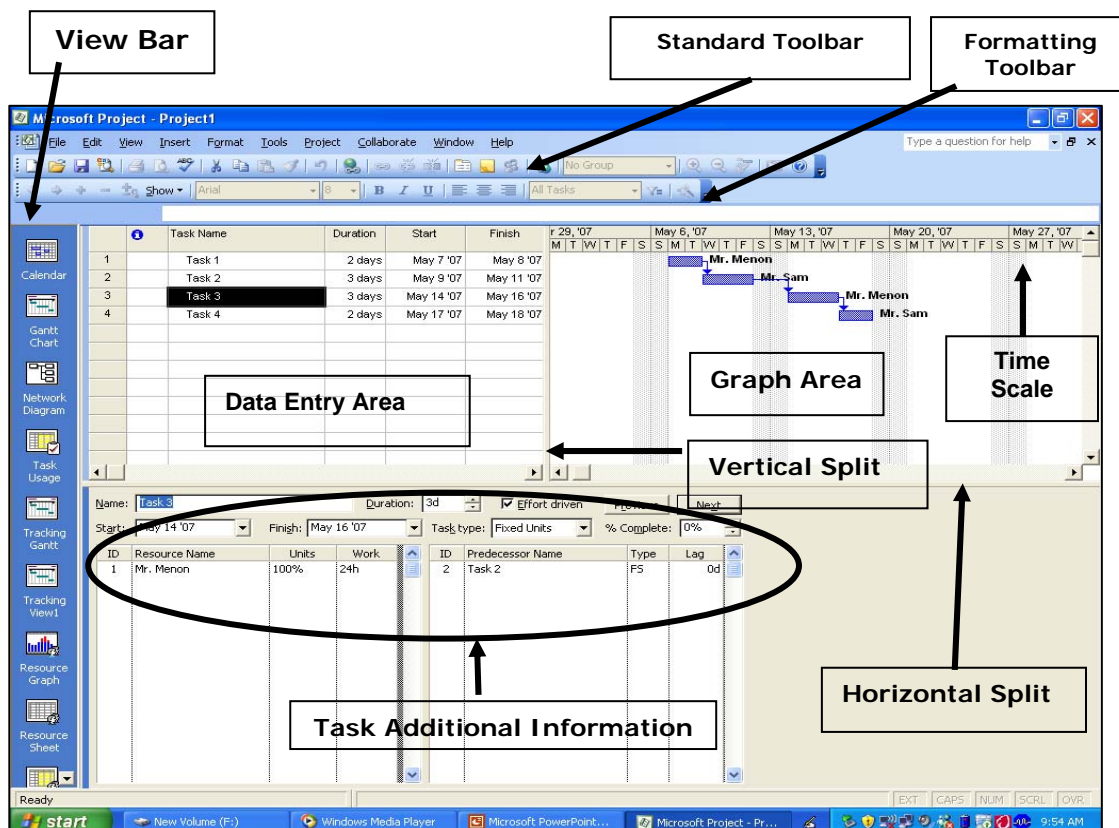 View Bar
Standard Toolbar
Formatting
Toolbar
Microsoft Project - Project1
File Edit View Insert Format Tools Project Collaborate Window Help
Type a question for help
No Group
Show Arial 8 B I U All Tasks
Task Name Duration Start Finish
r 29, '07 May 6, '07 May 13, '07 May 20, '07 May 27, '07
M T W T F S S M T W T F S S M T W T F S S M T W T F S S M T W
1 Task 1 2 days May 7 '07 May 8 '07 Mr. Menon
2 Task 2 3 days May 9 '07 May 11 '07 Mr. Sam
3 Task 3 3 days May 14 '07 May 16 '07 Mr. Menon
4 Task 4 2 days May 17 '07 May 18 '07 Mr. Sam
Calendar
Gantt
Chart
Network
Diagram
Task
Usage
Tracking
Gantt
Tracking
View1
Resource
Graph
Resource
Sheet
Data Entry Area
Graph Area
Time
Scale
Vertical Split
Name: Task 3 Duration: 3d Effort driven Next
Start: May 14 '07 Finish: May 16 '07 Task type: Fixed Units % Complete: 0%
ID Resource Name Units Work ID Predecessor Name Type Lag
1 Mr. Menon 100% 24h 2 Task 2 FS 0d
Horizontal Split
Task Additional Information
Ready
EXT CAPS NUM SCRL OVR
start New Volume (F:) Windows Media Player Microsoft PowerPoint... Microsoft Project - Pr... 9:54 AM